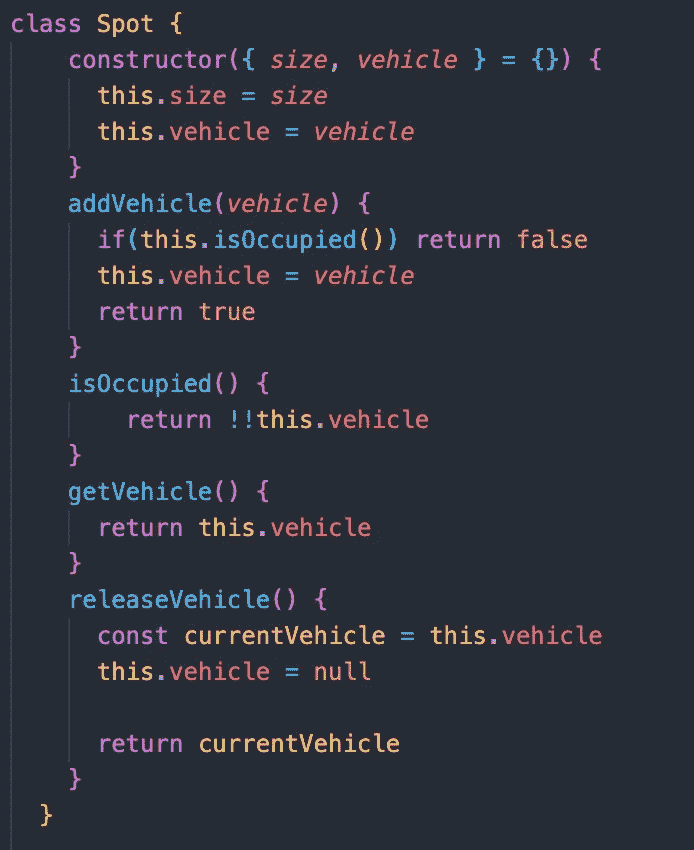 class Spot {
    constructor({ size, vehicle } = {}) {
      this.size = size
      this.vehicle = vehicle
    }
    addVehicle(vehicle) {
      if(this.isOccupied()) return false
      this.vehicle = vehicle
      return true
    }
    isOccupied() {
        return !!this.vehicle
    }
    getVehicle() {
      return this.vehicle
    }
    releaseVehicle() {
      const currentVehicle = this.vehicle
      this.vehicle = null

      return currentVehicle
    }
  }